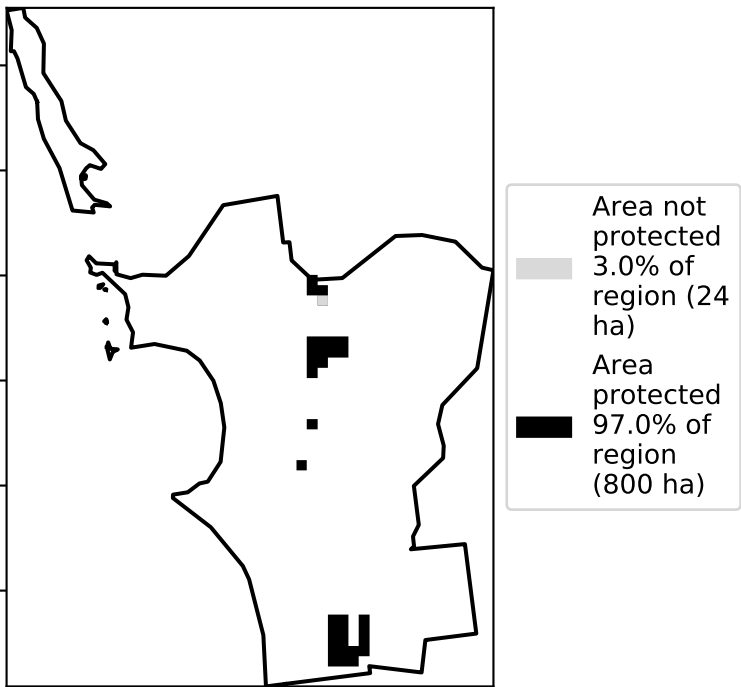 Area not
protected
3.0% of
region (24
ha)
Area
protected
97.0% of
region
(800 ha)